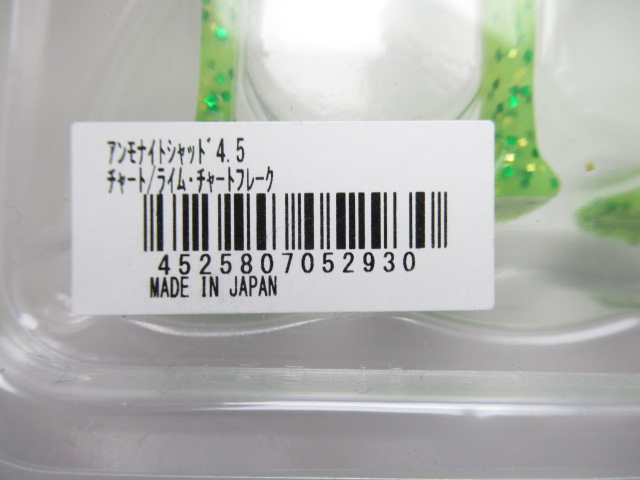 ｱﾝﾓﾅｲﾄｼｬｯﾄﾞ4.5
ﾁｬｰﾄ/ﾗｲﾑ･ﾁｬｰﾄﾌﾚｰｸ
4525807052930
MADE IN JAPAN